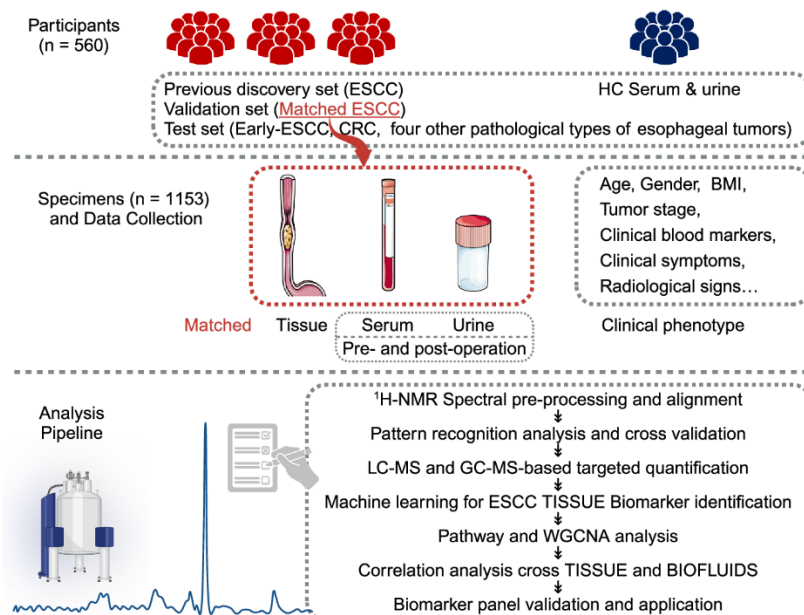 Participants
(n = 560)
Previous discovery set (ESCC)
HC Serum & urine
Validation set (Matched ESCC)
Test set (Early-ESCC, CRC, four other pathological types of esophageal tumors)
Specimens (n = 1153)
and Data Collection
Age, Gender, BMI,
Tumor stage,
Clinical blood markers,
Clinical symptoms,
Radiological signs…
Matched
Tissue
Serum
Urine
Pre- and post-operation
Clinical phenotype
Analysis
Pipeline
¹H-NMR Spectral pre-processing and alignment
Pattern recognition analysis and cross validation
LC-MS and GC-MS-based targeted quantification
Machine learning for ESCC TISSUE Biomarker identification
Pathway and WGCNA analysis
Correlation analysis cross TISSUE and BIOFLUIDS
Biomarker panel validation and application